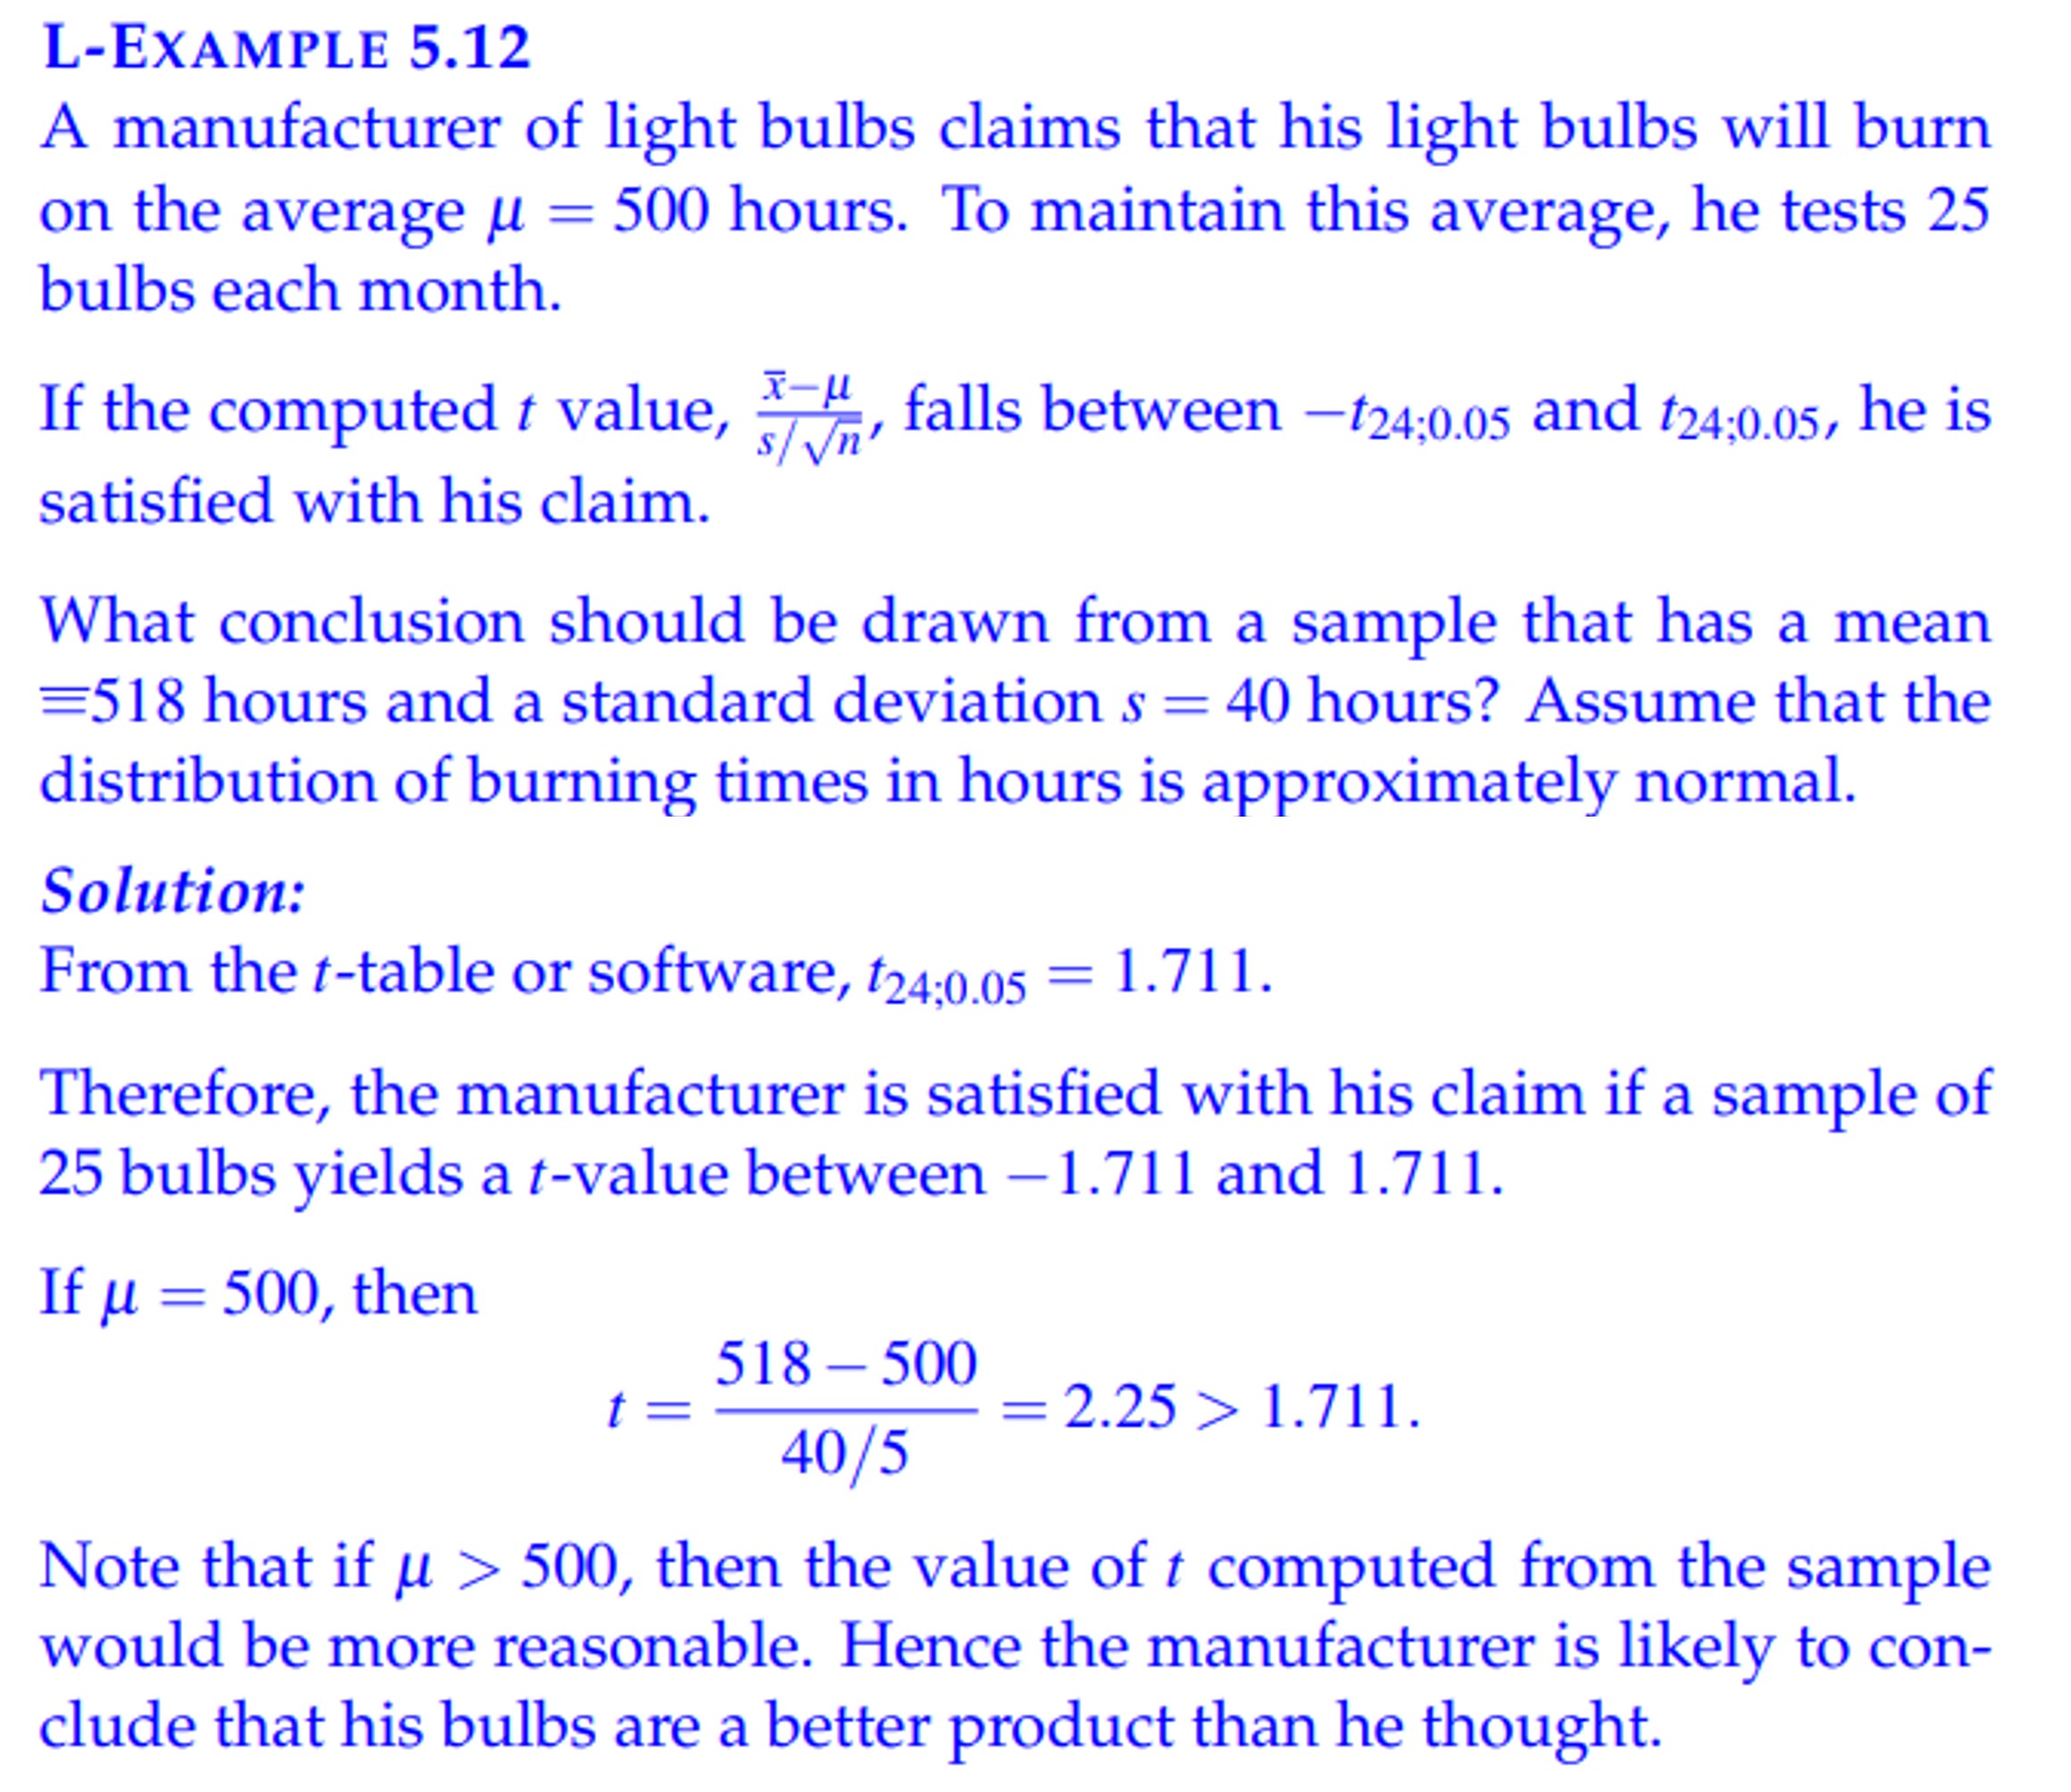 L-EXAMPLE 5.12
A manufacturer of light bulbs claims that his light bulbs will burn
on the average μ = 500 hours. To maintain this average, he tests 25
bulbs each month.
If the computed t value, \frac{\overline{x}-μ}{s/\sqrt{n}}, falls between −t_{24;0.05} and t_{24;0.05}, he is
satisfied with his claim.
What conclusion should be drawn from a sample that has a mean
≡518 hours and a standard deviation s = 40 hours? Assume that the
distribution of burning times in hours is approximately normal.
Solution:
From the t-table or software, t_{24;0.05} = 1.711.
Therefore, the manufacturer is satisfied with his claim if a sample of
25 bulbs yields a t-value between −1.711 and 1.711.
If μ = 500, then
t = \frac{518 − 500}{40/5} = 2.25 > 1.711.
Note that if μ > 500, then the value of t computed from the sample
would be more reasonable. Hence the manufacturer is likely to con-
clude that his bulbs are a better product than he thought.